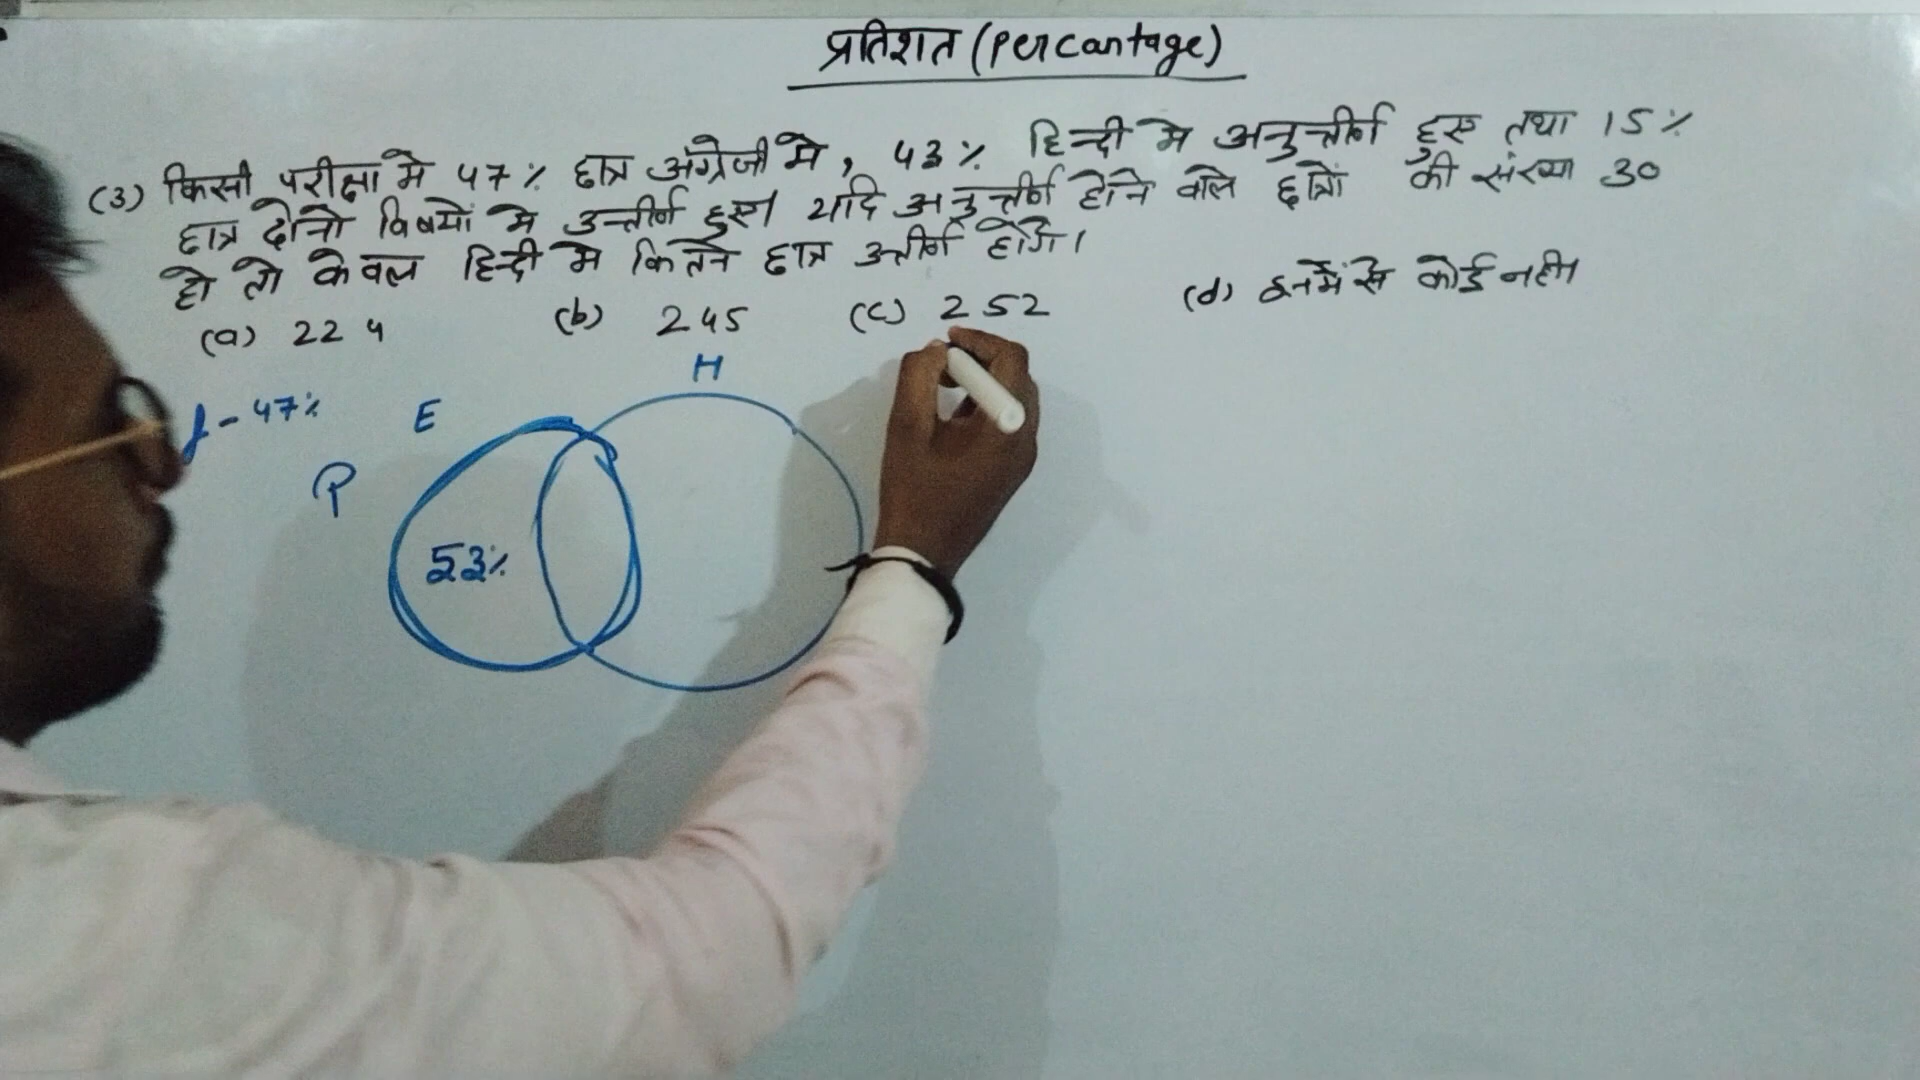 प्रतिशत (Percantage)
(3) किसी परीक्षा मे 47% छात्र अंग्रेजी मे, 43% हिन्दी मे अनुत्तीर्ण हुए तथा 15%
छात्र दोनो विषयों मे उत्तीर्ण हुए। यदि अनुत्तीर्ण होने वाले छात्रों की संख्या 30
हो तो केवल हिन्दी मे कितने छात्र उत्तीर्ण होंगे।
(a) 224 (b) 245 (c) 252 (d) इनमें से कोई नही।
H
f - 47% E
P
53%